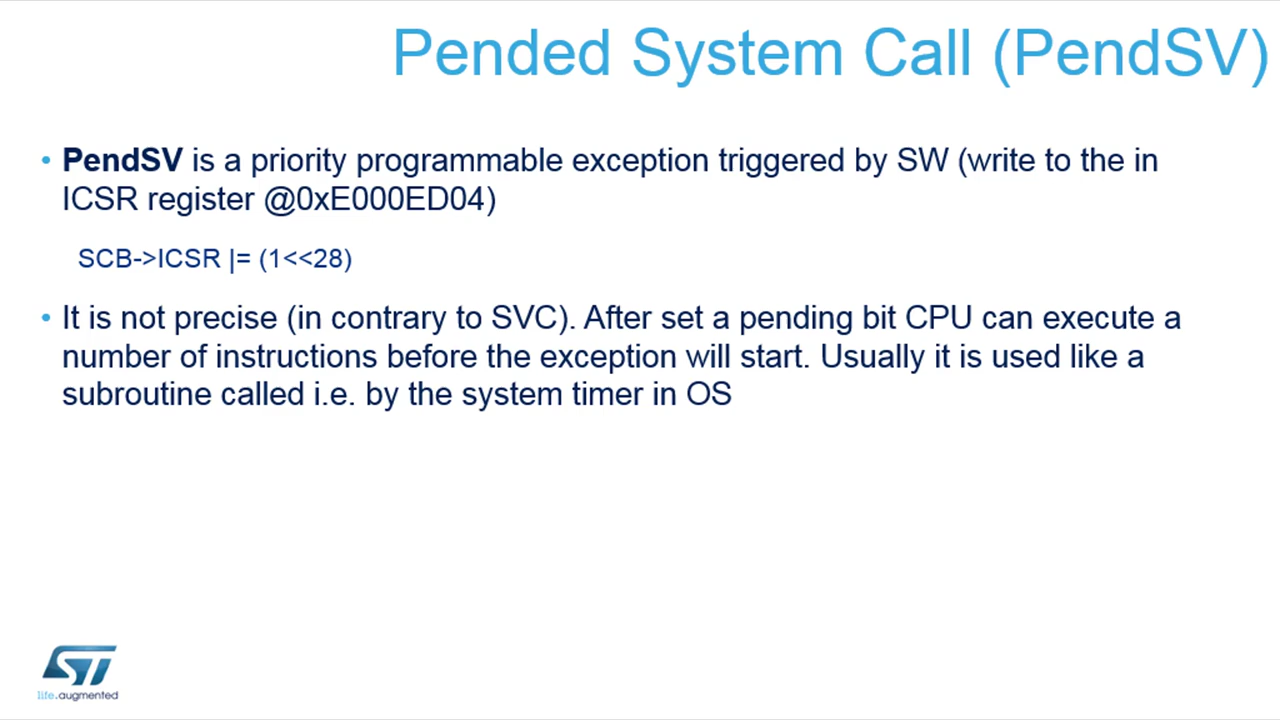 Pended System Call (PendSV)
• PendSV is a priority programmable exception triggered by SW (write to the in
ICSR register @0xE000ED04)
SCB->ICSR |= (1<<28)
• It is not precise (in contrary to SVC). After set a pending bit CPU can execute a
number of instructions before the exception will start. Usually it is used like a
subroutine called i.e. by the system timer in OS
ST
life.augmented